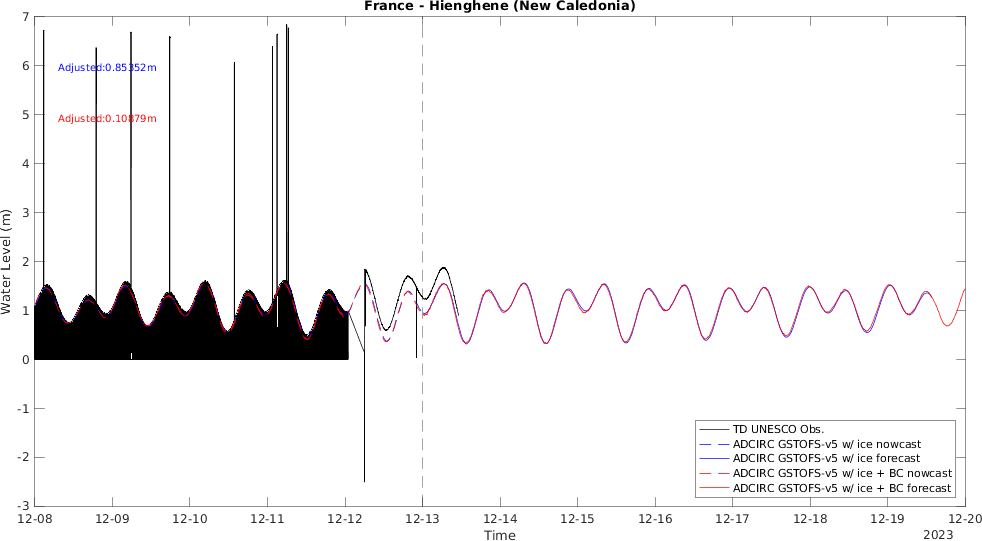 France - Hienghene (New Caledonia)
7
6
5
4
3
2
1
0
-1
-2
-3
Water Level (m)
Adjusted:0.85352m
Adjusted:0.10879m
TD UNESCO Obs.
ADCIRC GSTOFS-v5 w/ ice nowcast
ADCIRC GSTOFS-v5 w/ ice forecast
ADCIRC GSTOFS-v5 w/ ice + BC nowcast
ADCIRC GSTOFS-v5 w/ ice + BC forecast
12-08 12-09 12-10 12-11 12-12 12-13 12-14 12-15 12-16 12-17 12-18 12-19 12-20
Time
2023